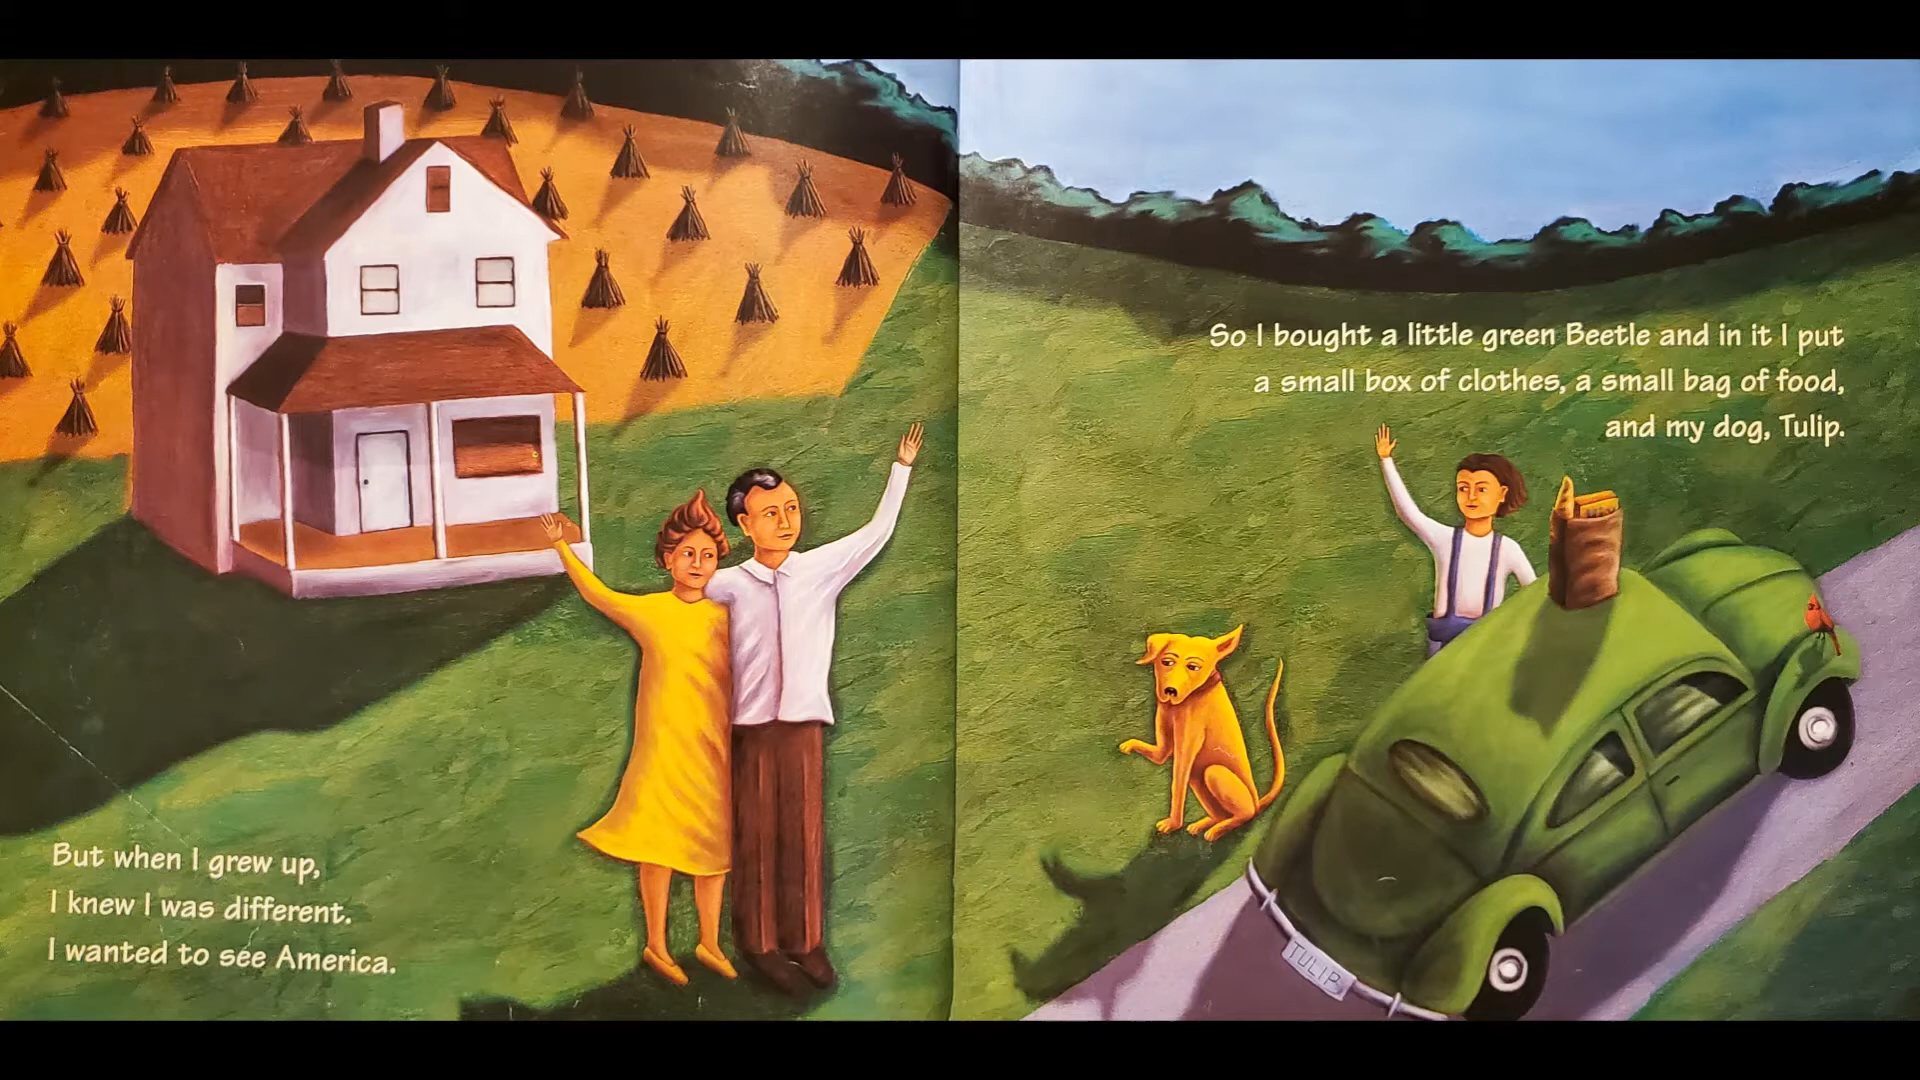 But when I grew up,
I knew I was different.
I wanted to see America.
So I bought a little green Beetle and in it I put
a small box of clothes, a small bag of food,
and my dog, Tulip.
TULIP